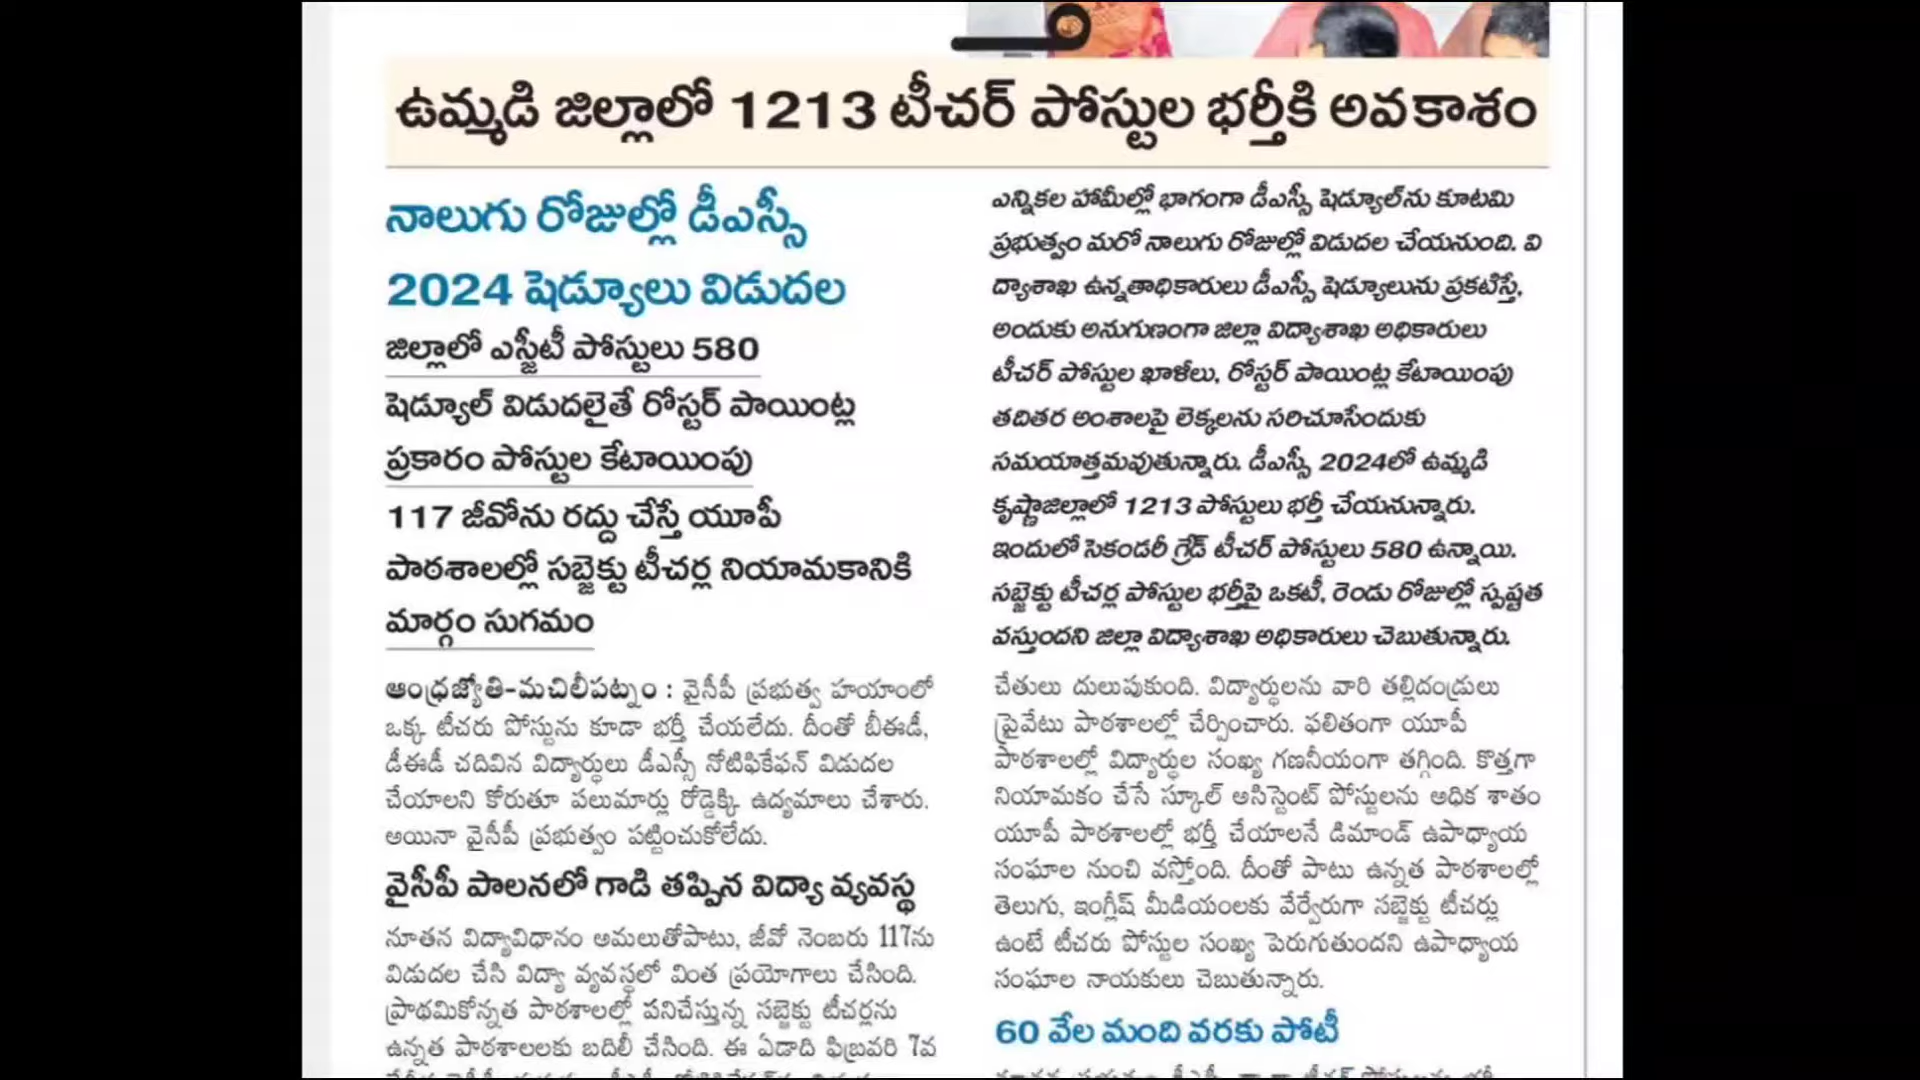 ఉమ్మడి జిల్లాలో 1213 టీచర్ పోస్టుల భర్తీకి అవకాశం
నాలుగు రోజుల్లో డీఎస్సీ
2024 షెడ్యూలు విడుదల
జిల్లాలో ఎస్జీటీ పోస్టులు 580
షెడ్యూల్ విడుదలైతే రోస్టర్ పాయింట్ల
ప్రకారం పోస్టుల కేటాయింపు
117 జీవోను రద్దు చేస్తే యూపీ
పాఠశాలల్లో సబ్జెక్టు టీచర్ల నియామకానికి
మార్గం సుగమం
ఆంధ్రజ్యోతి-మచిలీపట్నం : వైసీపీ ప్రభుత్వ హయాంలో
ఒక్క టీచరు పోస్టును కూడా భర్తీ చేయలేదు. దీంతో బీఈడీ,
డీఈడీ చదివిన విద్యార్థులు డీఎస్సీ నోటిఫికేషన్ విడుదల
చేయాలని కోరుతూ పలుమార్లు రోడ్డెక్కి ఉద్యమాలు చేశారు.
అయినా వైసీపీ ప్రభుత్వం పట్టించుకోలేదు.
వైసీపీ పాలనలో గాడి తప్పిన విద్యా వ్యవస్థ
నూతన విద్యావిధానం అమలుతోపాటు, జీవో నెంబరు 117ను
విడుదల చేసి విద్యా వ్యవస్థలో వింత ప్రయోగాలు చేసింది.
ప్రాథమికోన్నత పాఠశాలల్లో పనిచేస్తున్న సబ్జెక్టు టీచర్లను
ఉన్నత పాఠశాలలకు బదిలీ చేసింది. ఈ ఏడాది ఫిబ్రవరి 7వ
ఎన్నికల హామీల్లో భాగంగా డీఎస్సీ షెడ్యూల్‌ను కూటమి
ప్రభుత్వం మరో నాలుగు రోజుల్లో విడుదల చేయనుంది. వి
ద్యాశాఖ ఉన్నతాధికారులు డీఎస్సీ షెడ్యూలును ప్రకటిస్తే,
అందుకు అనుగుణంగా జిల్లా విద్యాశాఖ అధికారులు
టీచర్ పోస్టుల ఖాళీలు, రోస్టర్ పాయింట్ల కేటాయింపు
తదితర అంశాలపై లెక్కలను సరిచూసేందుకు
సమాయాత్తమవుతున్నారు. డీఎస్సీ 2024లో ఉమ్మడి
కృష్ణాజిల్లాలో 1213 పోస్టులు భర్తీ చేయనున్నారు.
ఇందులో సెకండరీ గ్రేడ్ టీచర్ పోస్టులు 580 ఉన్నాయి.
సబ్జెక్టు టీచర్ల పోస్టుల భర్తీపై ఒకటీ, రెండు రోజుల్లో స్పష్టత
వస్తుందని జిల్లా విద్యాశాఖ అధికారులు చెబుతున్నారు.
చేతులు దులుపుకుంది. విద్యార్థులను వారి తల్లిదండ్రులు
ప్రైవేటు పాఠశాలల్లో చేర్పించారు. ఫలితంగా యూపీ
పాఠశాలల్లో విద్యార్థుల సంఖ్య గణనీయంగా తగ్గింది. కొత్తగా
నియామకం చేసే స్కూల్ అసిస్టెంట్ పోస్టులను అధిక శాతం
యూపీ పాఠశాలల్లో భర్తీ చేయాలనే డిమాండ్ ఉపాధ్యాయ
సంఘాల నుంచి వస్తోంది. దీంతో పాటు ఉన్నత పాఠశాలల్లో
తెలుగు, ఇంగ్లీష్ మీడియంలకు వేర్వేరుగా సబ్జెక్టు టీచర్లు
ఉంటే టీచరు పోస్టుల సంఖ్య పెరుగుతుందని ఉపాధ్యాయ
సంఘాల నాయకులు చెబుతున్నారు.
60 వేల మంది వరకు పోటీ